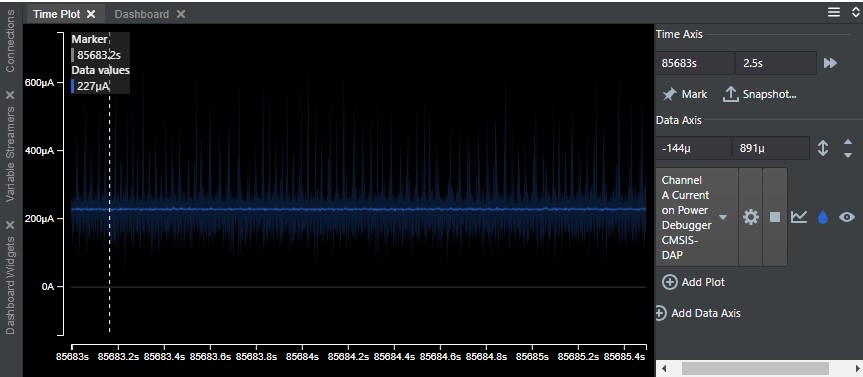 Time Plot
Dashboard
Connections
Variable Streamers
Dashboard Widgets
Marker
85683.2s
Data values
227µA
600µA
400µA
200µA
0A
85683s 85683.2s 85683.4s 85683.6s 85683.8s 85684s 85684.2s 85684.4s 85684.6s 85684.8s 85685s 85685.2s 85685.4s
Time Axis
85683s 2.5s
Mark Snapshot...
Data Axis
-144µ 891µ
Channel
A Current
on Power
Debugger
CMSIS-
DAP
Add Plot
Add Data Axis